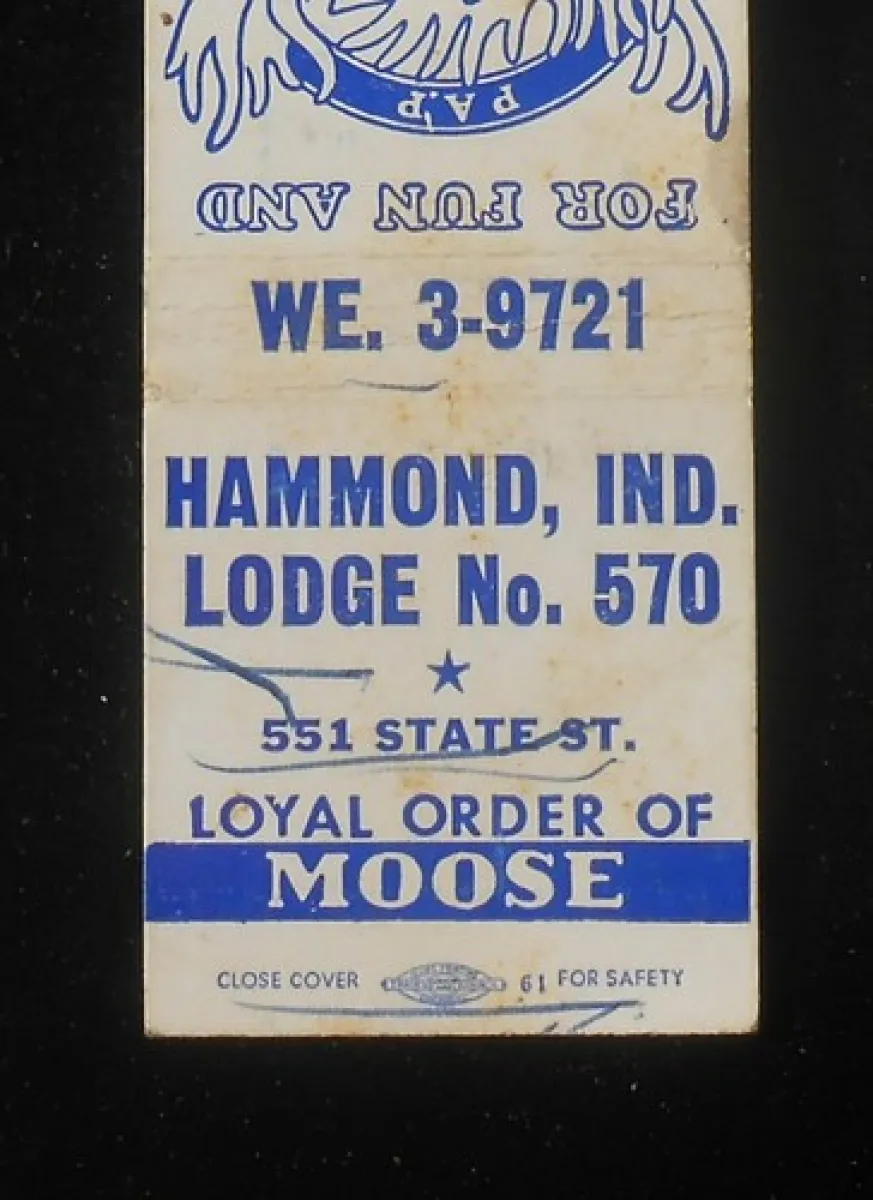 P.A.P
FOR FUN AND
WE. 3-9721
HAMMOND, IND.
LODGE No. 570
551 STATE ST.
LOYAL ORDER OF
MOOSE
CLOSE COVER 61 FOR SAFETY